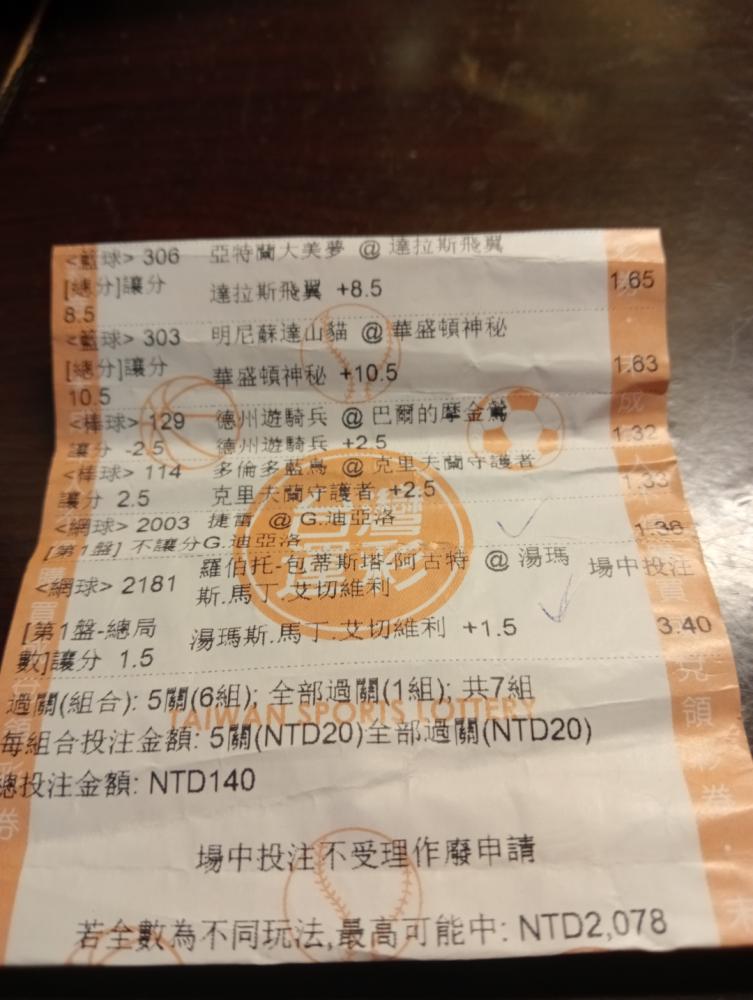 <籃球> 306 亞特蘭大美夢 @ 達拉斯飛翼
[總分]讓分 達拉斯飛翼 +8.5 1.65
8.5
<籃球> 303 明尼蘇達山貓 @ 華盛頓神秘
[總分]讓分 華盛頓神秘 +10.5 1.63
10.5
<棒球> 129 德州遊騎兵 @ 巴爾的摩金鶯
讓分 -2.5 德州遊騎兵 +2.5 1.32
<棒球> 114 多倫多藍鳥 @ 克里夫蘭守護者
讓分 2.5 克里夫蘭守護者 +2.5 1.33
<網球> 2003 捷雷 @ G.迪亞洛
[第1盤] 不讓分G.迪亞洛 1.36
<網球> 2181 羅伯托-包蒂斯塔-阿古特 @ 湯瑪斯.馬丁.艾切維利 場中投注
[第1盤-總局數]讓分 1.5 湯瑪斯.馬丁.艾切維利 +1.5 3.40
過關(組合): 5關(6組); 全部過關(1組); 共7組
TAIWAN SPORTS LOTTERY
每組合投注金額: 5關(NTD20)全部過關(NTD20)
總投注金額: NTD140
場中投注不受理作廢申請
若全數為不同玩法,最高可能中: NTD2,078
台灣運彩